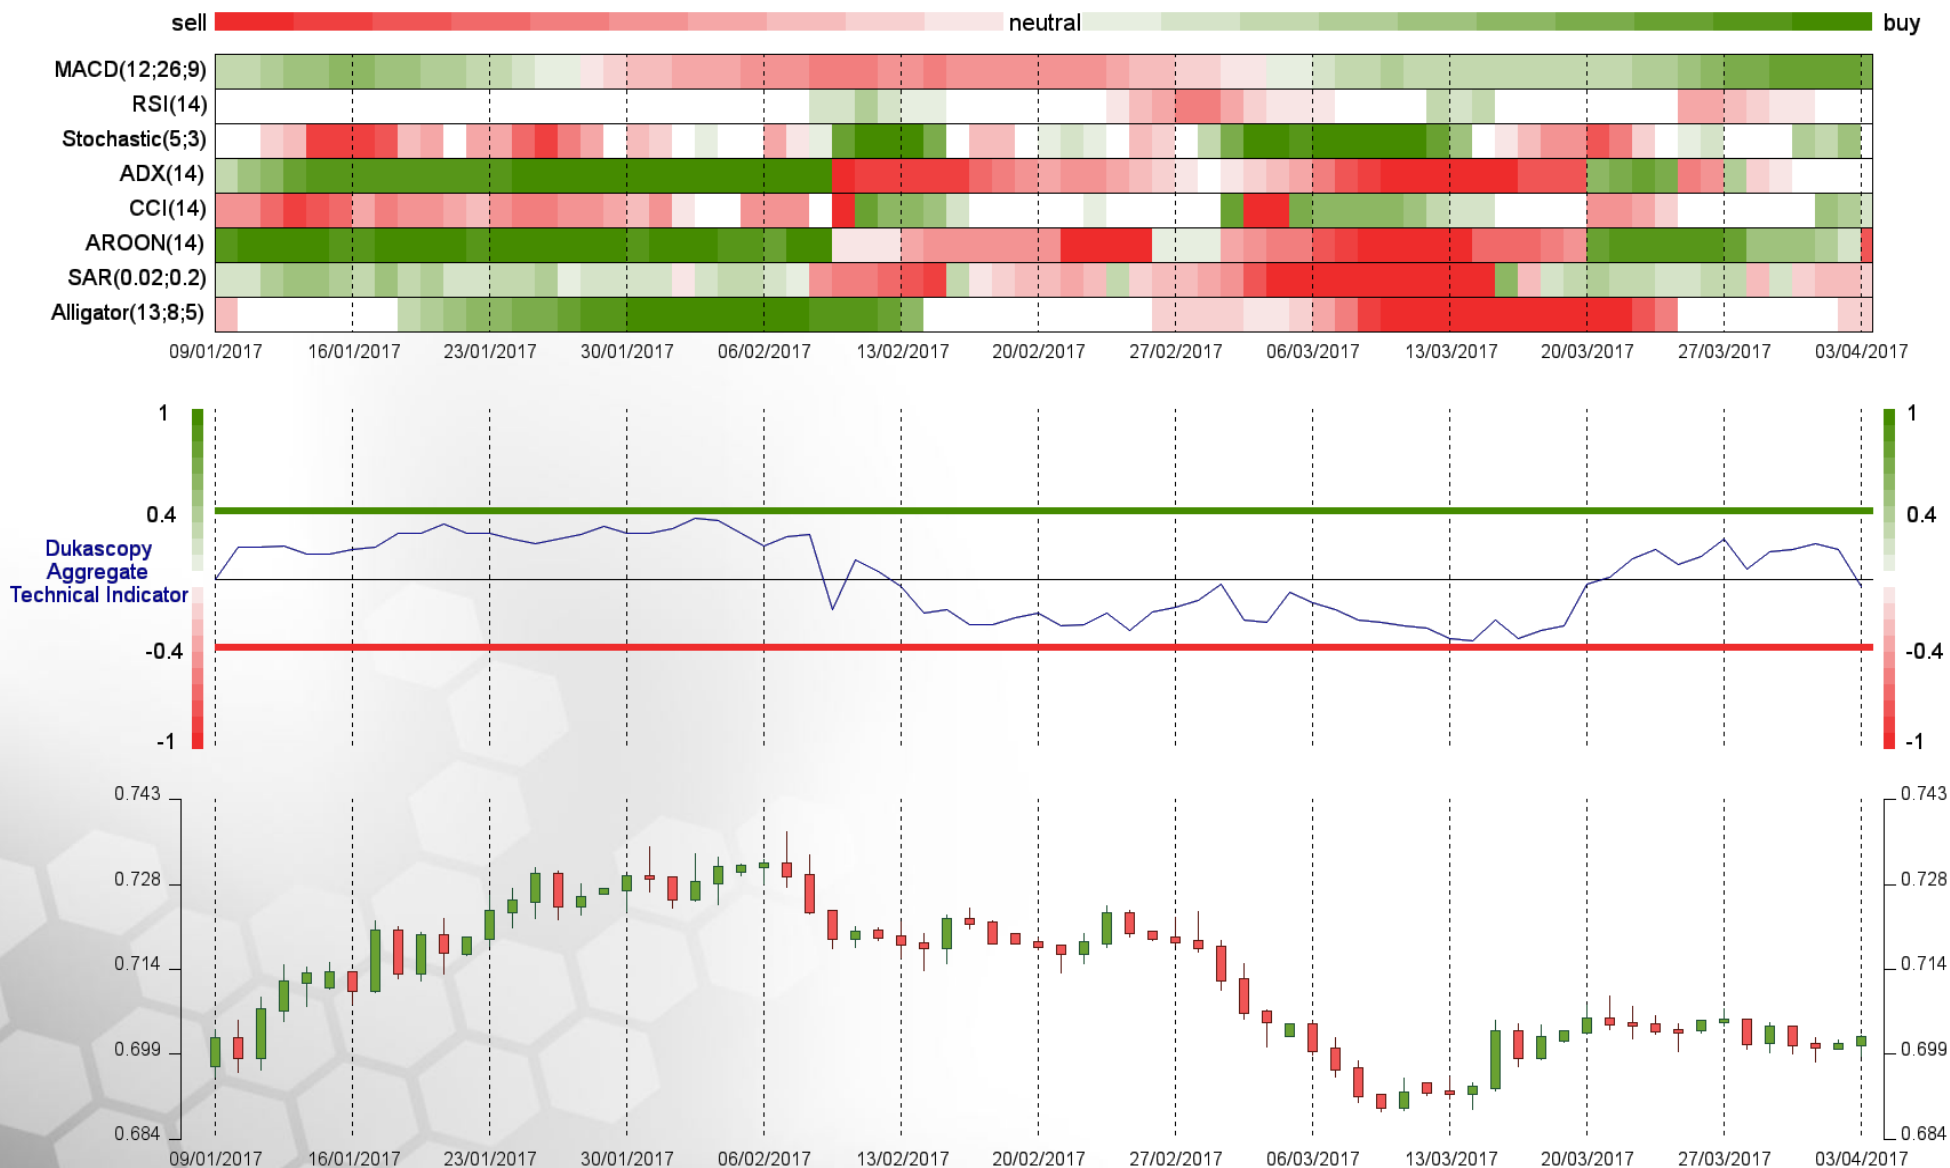 sell neutral buy
MACD(12;26;9)
RSI(14)
Stochastic(5;3)
ADX(14)
CCI(14)
AROON(14)
SAR(0.02;0.2)
Alligator(13;8;5)
09/01/2017 16/01/2017 23/01/2017 30/01/2017 06/02/2017 13/02/2017 20/02/2017 27/02/2017 06/03/2017 13/03/2017 20/03/2017 27/03/2017 03/04/2017
1 1
0.4 0.4
Dukascopy
Aggregate
Technical Indicator
-0.4 -0.4
-1 -1
0.743 0.743
0.728 0.728
0.714 0.714
0.699 0.699
0.684 0.684
09/01/2017 16/01/2017 23/01/2017 30/01/2017 06/02/2017 13/02/2017 20/02/2017 27/02/2017 06/03/2017 13/03/2017 20/03/2017 27/03/2017 03/04/2017